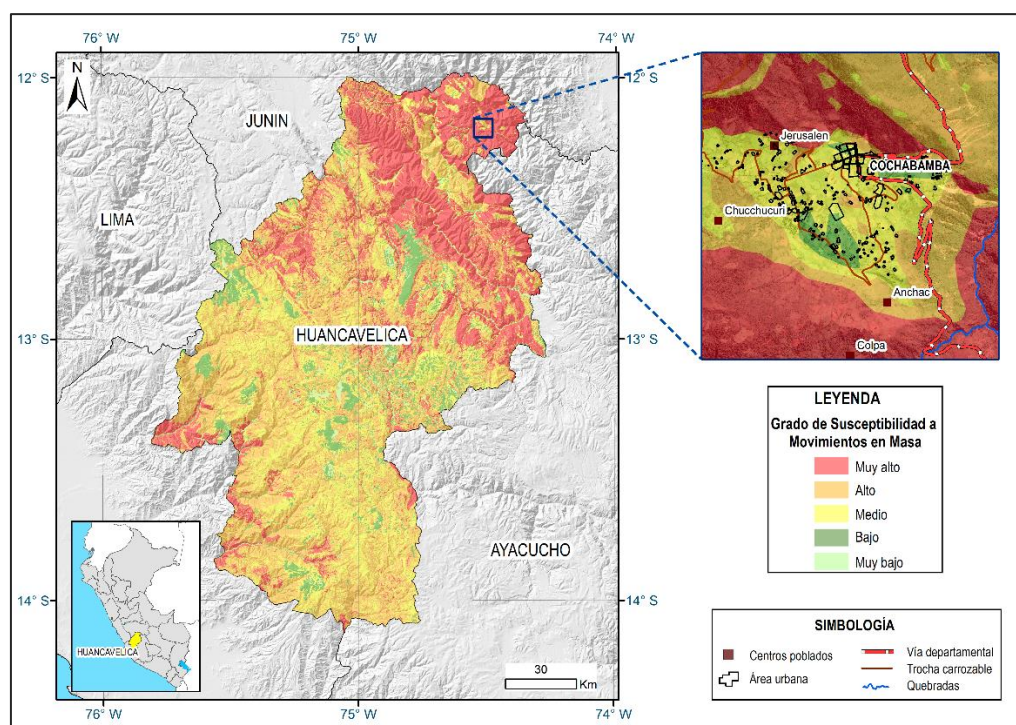 76° W
75° W
74° W
N
12° S
12° S
JUNIN
LIMA
HUANCAVELICA
13° S
13° S
AYACUCHO
14° S
14° S
HUANCAVELICA
30
Km
76° W
75° W
74° W
Jerusalen
COCHABAMBA
Chucchucuri
Anchac
Colpa
LEYENDA
Grado de Susceptibilidad a
Movimientos en Masa
Muy alto
Alto
Medio
Bajo
Muy bajo
SIMBOLOGÍA
Centros poblados
Área urbana
Vía departamental
Trocha carrozable
Quebradas